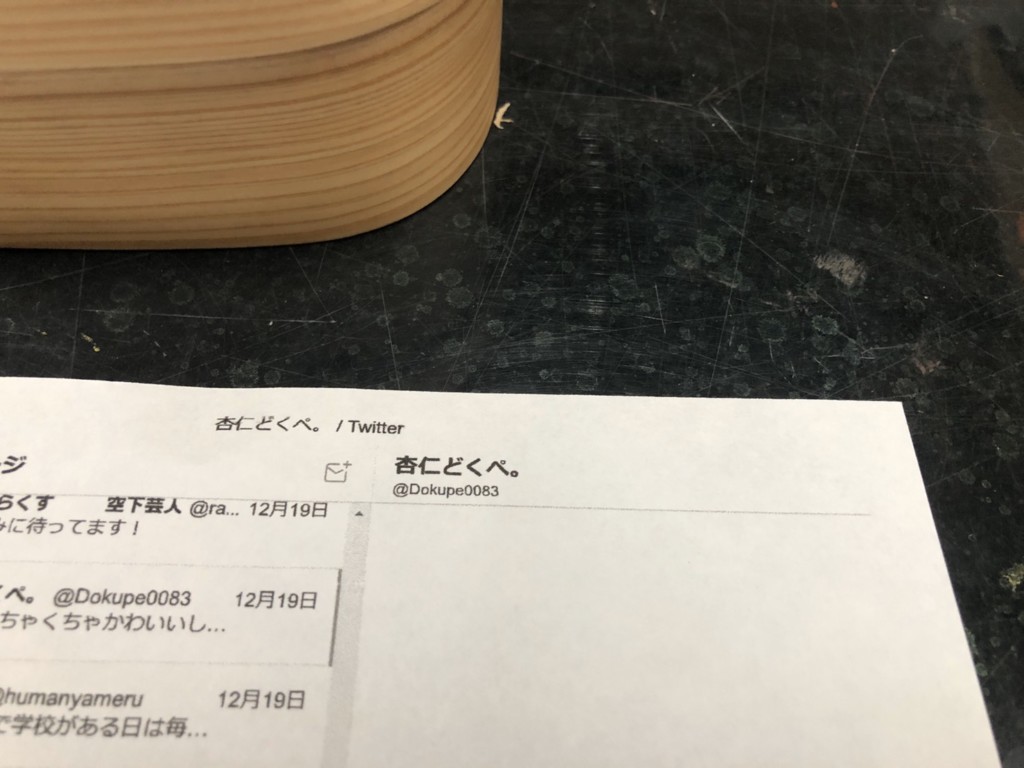 杏仁どくぺ。 / Twitter
ージ
杏仁どくぺ。
@Dokupe0083
らくす 空下芸人 @ra... 12月19日
みに待ってます！
くぺ。 @Dokupe0083 12月19日
ちゃくちゃかわいいし...
@humanyameru 12月19日
で学校がある日は毎...